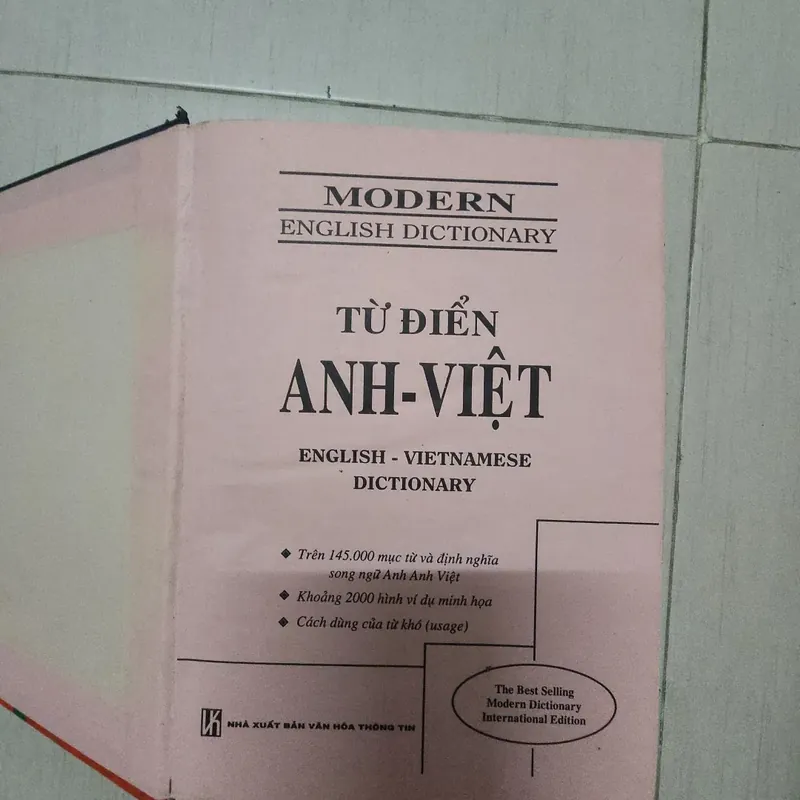 MODERN
ENGLISH DICTIONARY
TỪ ĐIỂN
ANH-VIỆT
ENGLISH - VIETNAMESE
DICTIONARY
◆ Trên 145.000 mục từ và định nghĩa
song ngữ Anh Anh Việt
◆ Khoảng 2000 hình ví dụ minh họa
◆ Cách dùng của từ khó (usage)
The Best Selling
Modern Dictionary
International Edition
NHÀ XUẤT BẢN VĂN HÓA THÔNG TIN